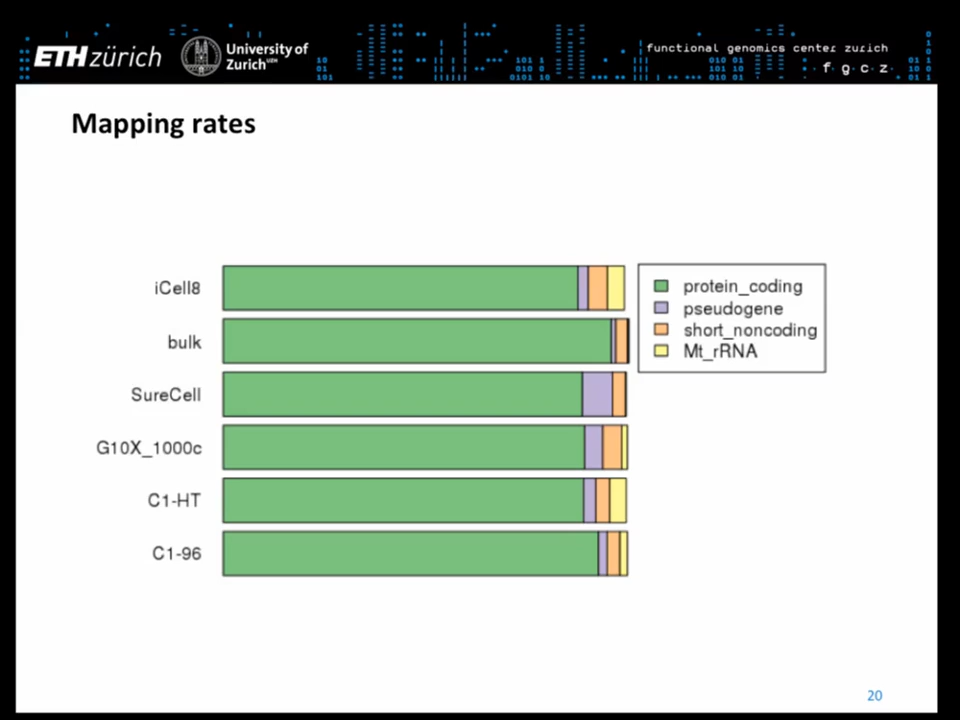 ETH zürich
University of
Zurich UZH
functional genomics center zurich
f g c z
Mapping rates
iCell8
bulk
SureCell
G10X_1000c
C1-HT
C1-96
protein_coding
pseudogene
short_noncoding
Mt_rRNA
20